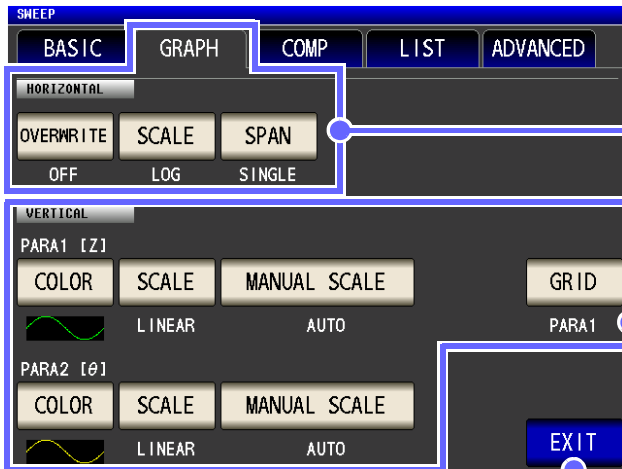 SWEEP
BASIC GRAPH COMP LIST ADVANCED
HORIZONTAL
OVERWRITE SCALE SPAN
OFF LOG SINGLE
VERTICAL
PARA1 [Z]
COLOR SCALE MANUAL SCALE GRID
LINEAR AUTO PARA1
PARA2 [θ]
COLOR SCALE MANUAL SCALE
LINEAR AUTO EXIT